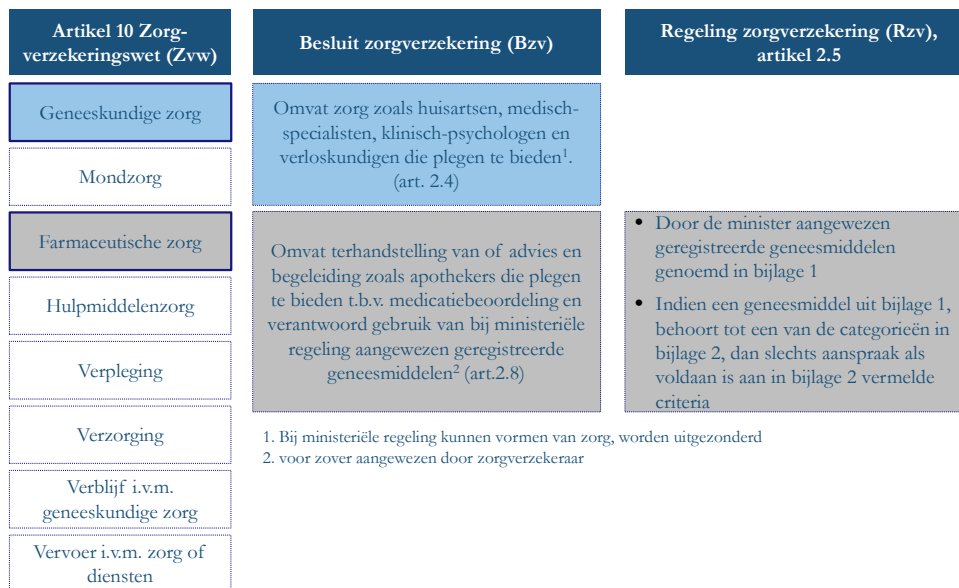 Artikel 10 Zorg-
verzekeringswet (Zvw)
Geneeskundige zorg
Mondzorg
Farmaceutische zorg
Hulpmiddelenzorg
Verpleging
Verzorging
Verblijf i.v.m.
geneeskundige zorg
Vervoer i.v.m. zorg of
diensten
Besluit zorgverzekering (Bzv)
Omvat zorg zoals huisartsen, medisch-
specialisten, klinisch-psychologen en
verloskundigen die plegen te bieden¹.
(art. 2.4)
Omvat terhandstelling van of advies en
begeleiding zoals apothekers die plegen
te bieden t.b.v. medicatiebeoordeling en
verantwoord gebruik van bij ministeriële
regeling aangewezen geregistreerde
geneesmiddelen² (art.2.8)
Regeling zorgverzekering (Rzv),
artikel 2.5
• Door de minister aangewezen
geregistreerde geneesmiddelen
genoemd in bijlage 1
• Indien een geneesmiddel uit bijlage 1,
behoort tot een van de categorieën in
bijlage 2, dan slechts aanspraak als
voldaan is aan in bijlage 2 vermelde
criteria
1. Bij ministeriële regeling kunnen vormen van zorg, worden uitgezonderd
2. voor zover aangewezen door zorgverzekeraar